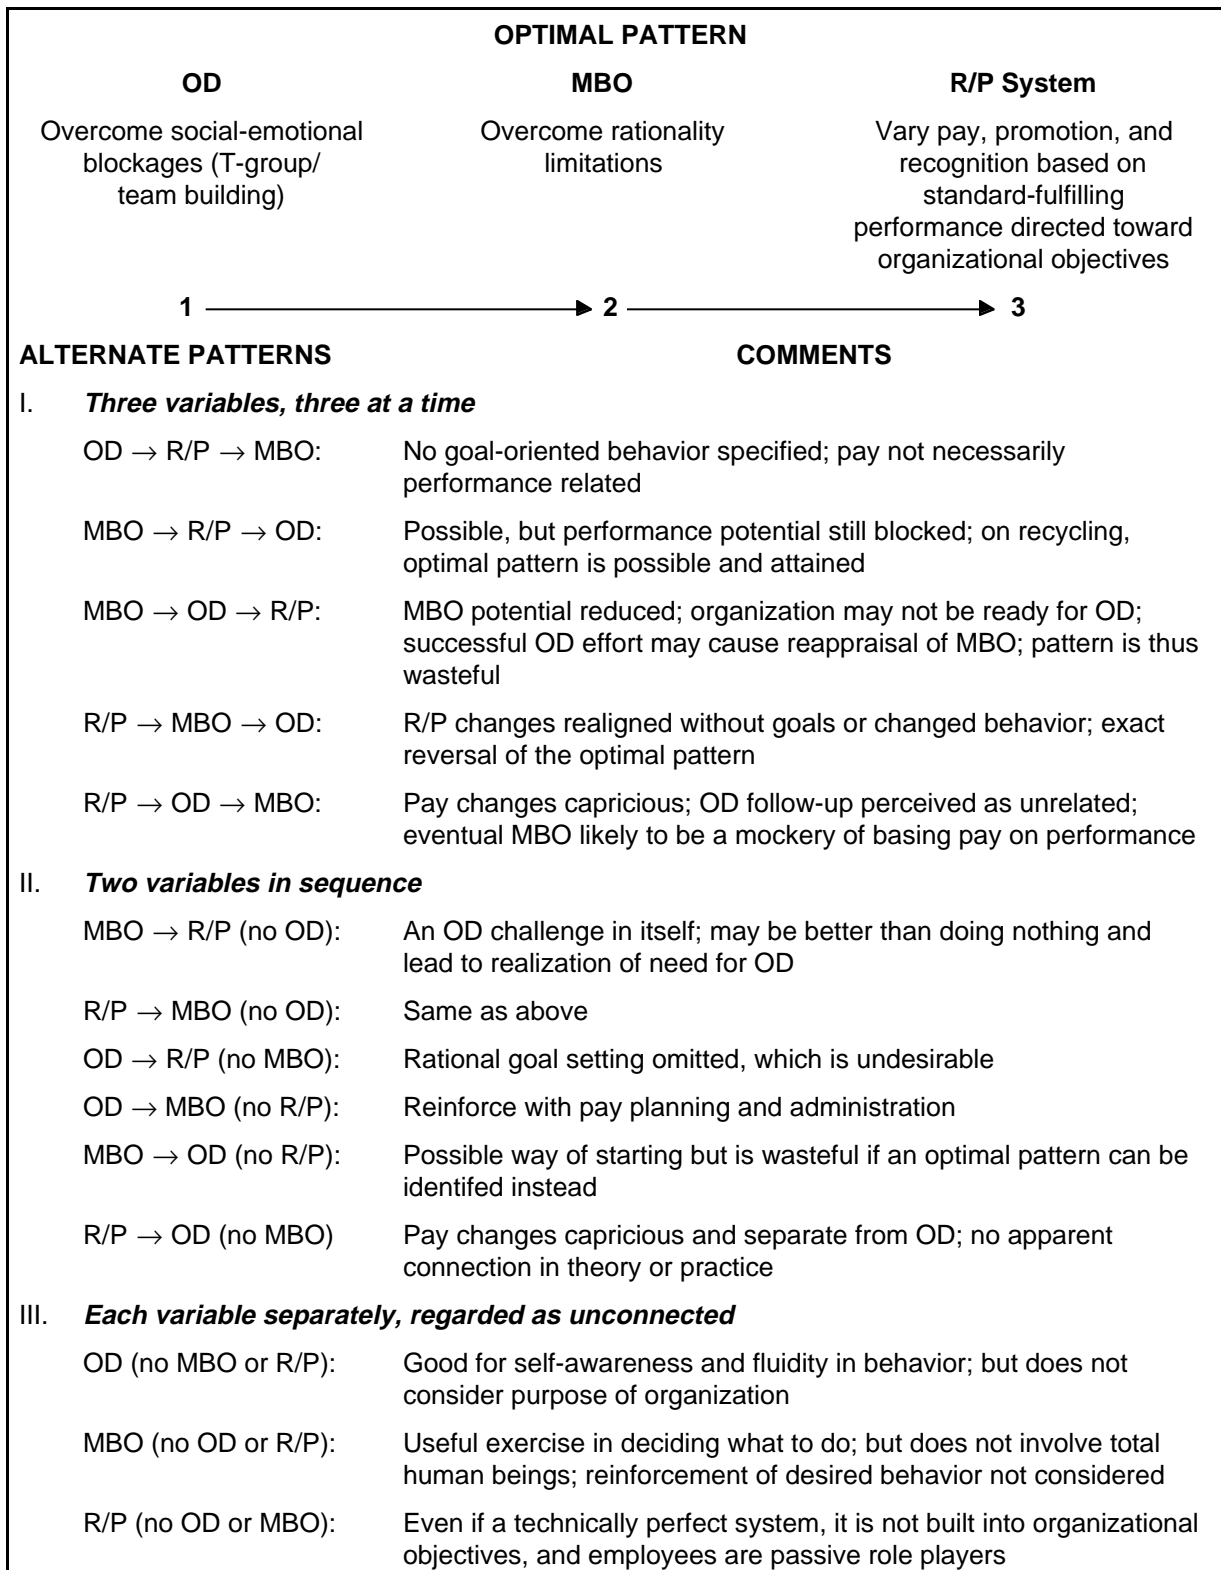 OPTIMAL PATTERN
OD MBO R/P System
Overcome social-emotional Overcome rationality Vary pay, promotion, and
blockages (T-group/ limitations recognition based on
team building) standard-fulfilling
performance directed toward
organizational objectives
1 → 2 → 3
ALTERNATE PATTERNS COMMENTS
I. Three variables, three at a time
OD → R/P → MBO: No goal-oriented behavior specified; pay not necessarily
performance related
MBO → R/P → OD: Possible, but performance potential still blocked; on recycling,
optimal pattern is possible and attained
MBO → OD → R/P: MBO potential reduced; organization may not be ready for OD;
successful OD effort may cause reappraisal of MBO; pattern is thus
wasteful
R/P → MBO → OD: R/P changes realigned without goals or changed behavior; exact
reversal of the optimal pattern
R/P → OD → MBO: Pay changes capricious; OD follow-up perceived as unrelated;
eventual MBO likely to be a mockery of basing pay on performance
II. Two variables in sequence
MBO → R/P (no OD): An OD challenge in itself; may be better than doing nothing and
lead to realization of need for OD
R/P → MBO (no OD): Same as above
OD → R/P (no MBO): Rational goal setting omitted, which is undesirable
OD → MBO (no R/P): Reinforce with pay planning and administration
MBO → OD (no R/P): Possible way of starting but is wasteful if an optimal pattern can be
identifed instead
R/P → OD (no MBO) Pay changes capricious and separate from OD; no apparent
connection in theory or practice
III. Each variable separately, regarded as unconnected
OD (no MBO or R/P): Good for self-awareness and fluidity in behavior; but does not
consider purpose of organization
MBO (no OD or R/P): Useful exercise in deciding what to do; but does not involve total
human beings; reinforcement of desired behavior not considered
R/P (no OD or MBO): Even if a technically perfect system, it is not built into organizational
objectives, and employees are passive role players